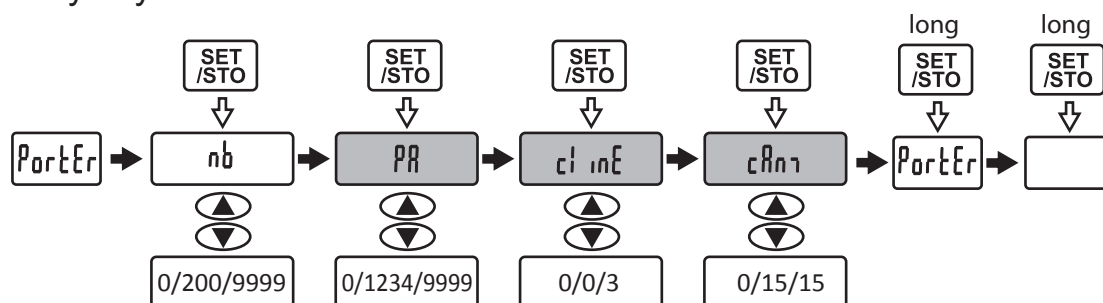 long
long
SET
/STO
SET
/STO
SET
/STO
SET
/STO
SET
/STO
SET
/STO
PortEr
nb
PA
cl inE
PortEr
0/200/9999
0/1234/9999
0/0/3
0/15/15